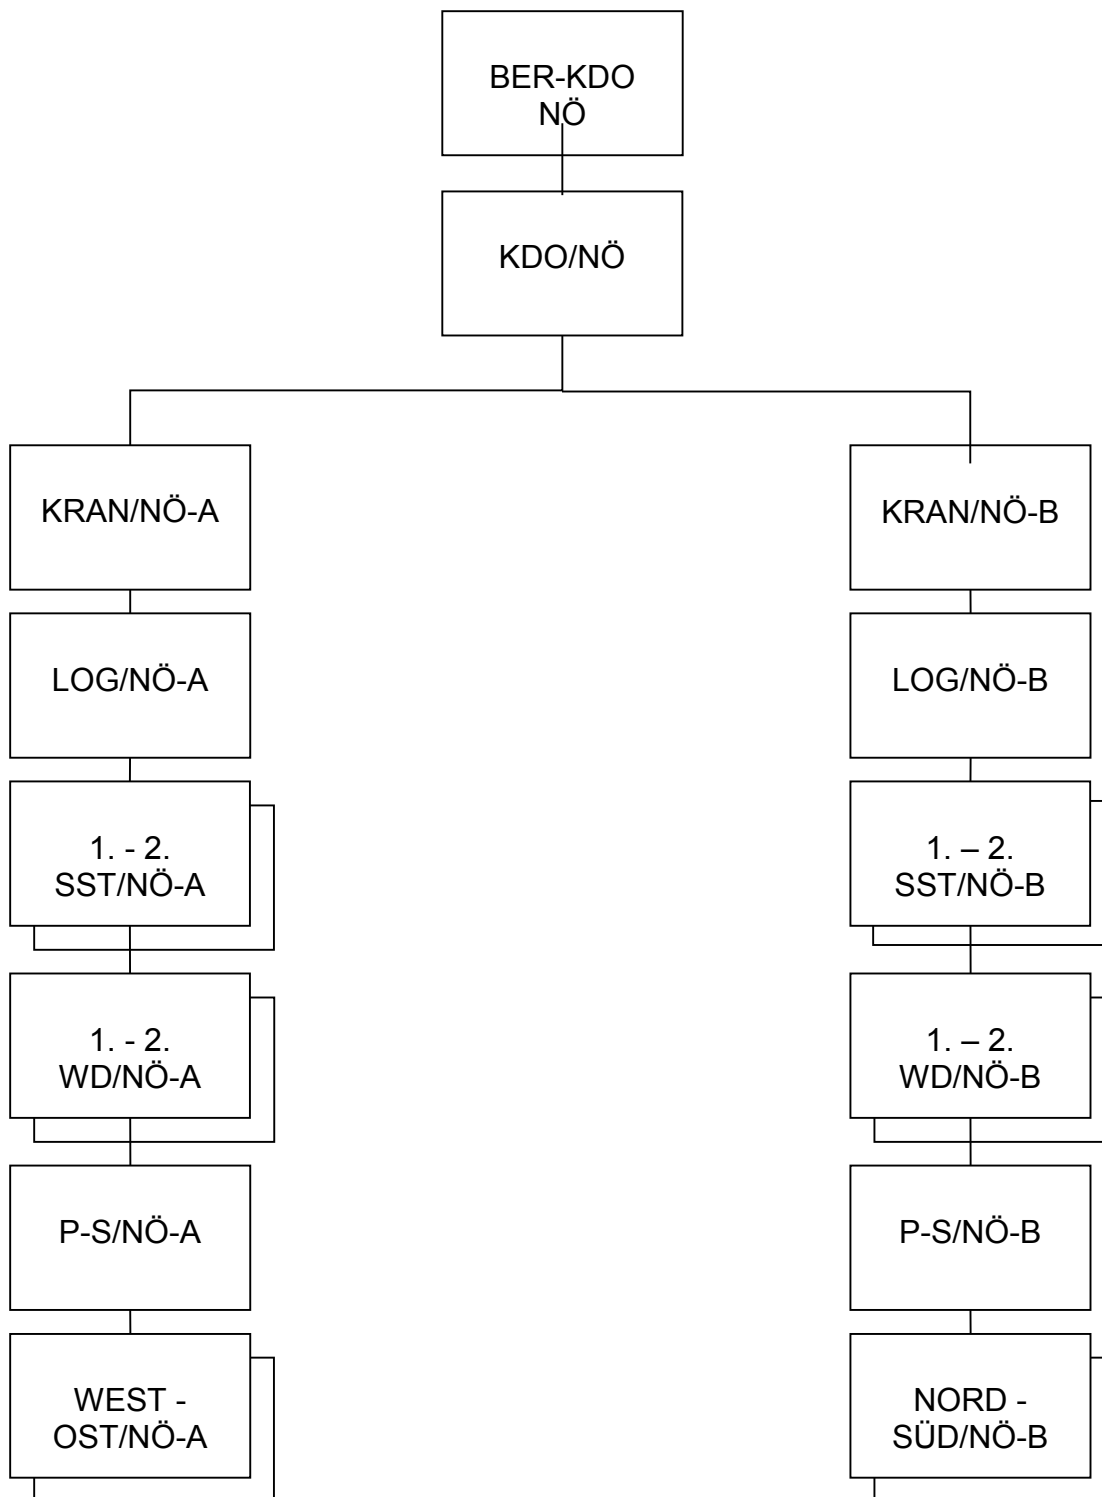 BER-KDO
NÖ
KDO/NÖ
KRAN/NÖ-A
KRAN/NÖ-B
LOG/NÖ-A
LOG/NÖ-B
1. - 2.
SST/NÖ-A
1. – 2.
SST/NÖ-B
1. - 2.
WD/NÖ-A
1. – 2.
WD/NÖ-B
P-S/NÖ-A
P-S/NÖ-B
WEST -
OST/NÖ-A
NORD -
SÜD/NÖ-B